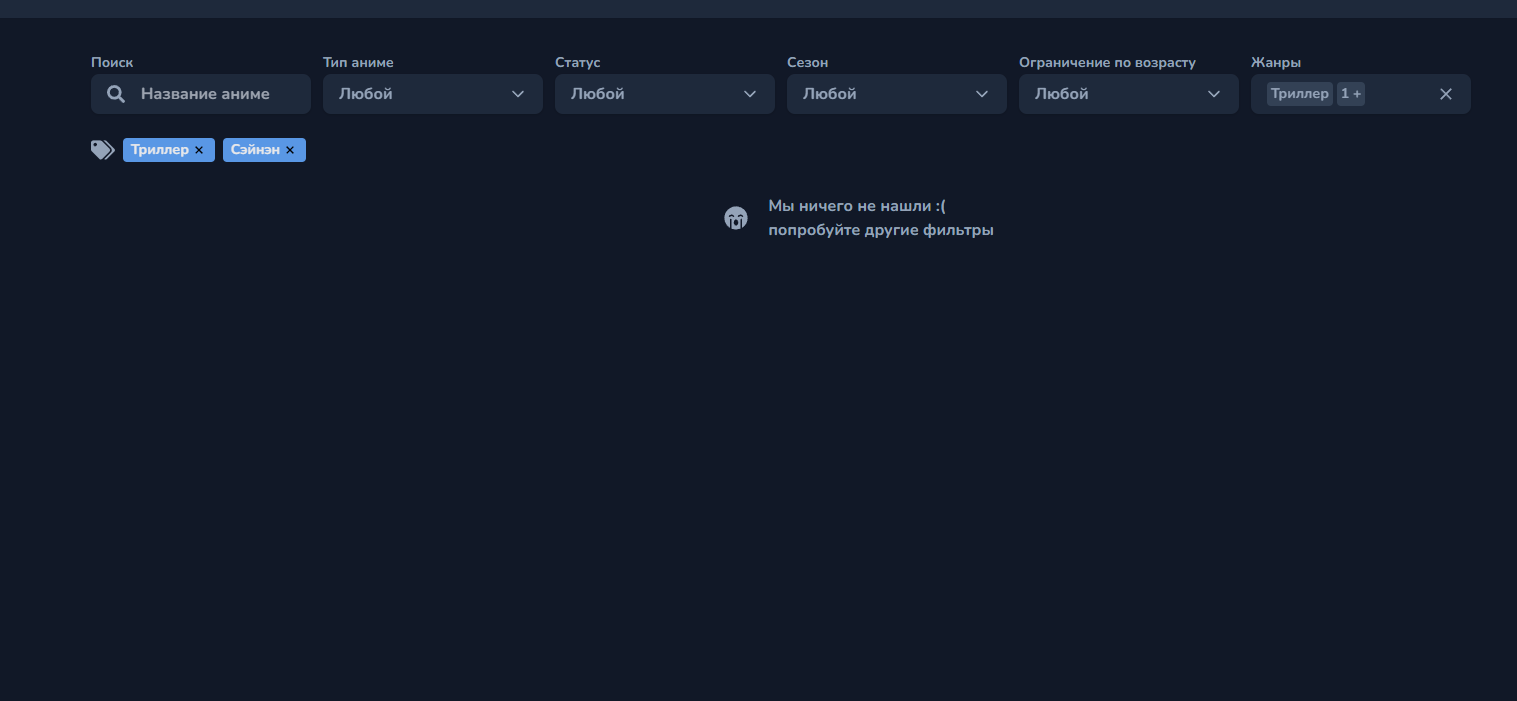 Поиск
Тип аниме
Статус
Сезон
Ограничение по возрасту
Жанры
Название аниме
Любой
Любой
Любой
Любой
Триллер 1 +
Триллер × Сэйнэн ×
Мы ничего не нашли :(
попробуйте другие фильтры